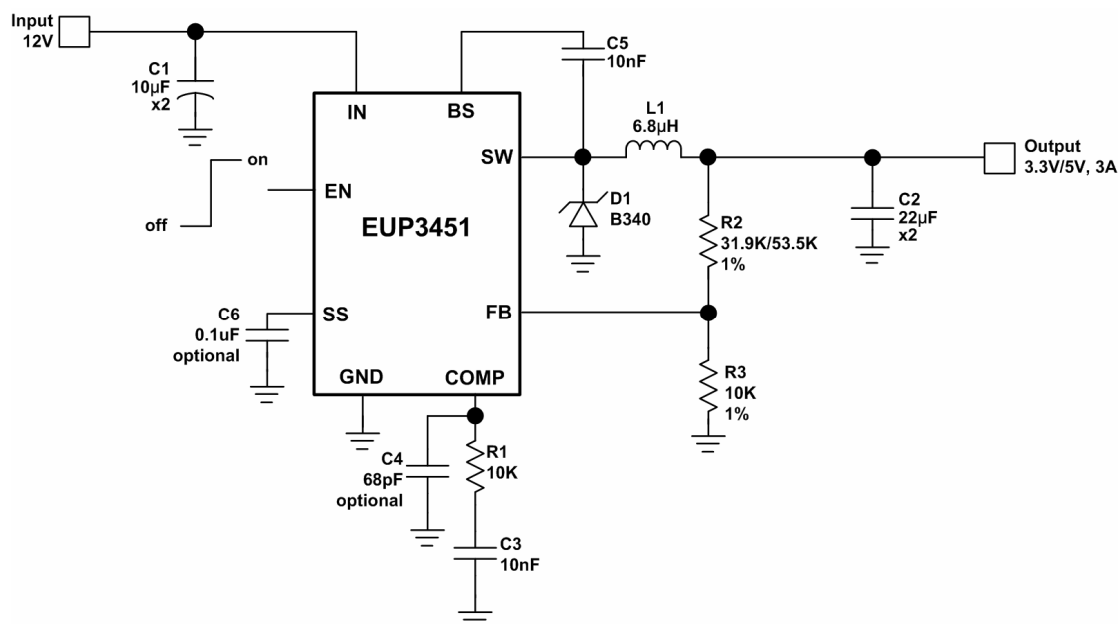 Input
12V
C1
10µF
x2
IN
BS
C5
10nF
L1
6.8µH
SW
Output
3.3V/5V, 3A
on
off
EN
EUP3451
D1
B340
R2
31.9K/53.5K
1%
C2
22µF
x2
C6
0.1uF
optional
SS
FB
GND
COMP
R3
10K
1%
C4
68pF
optional
R1
10K
C3
10nF